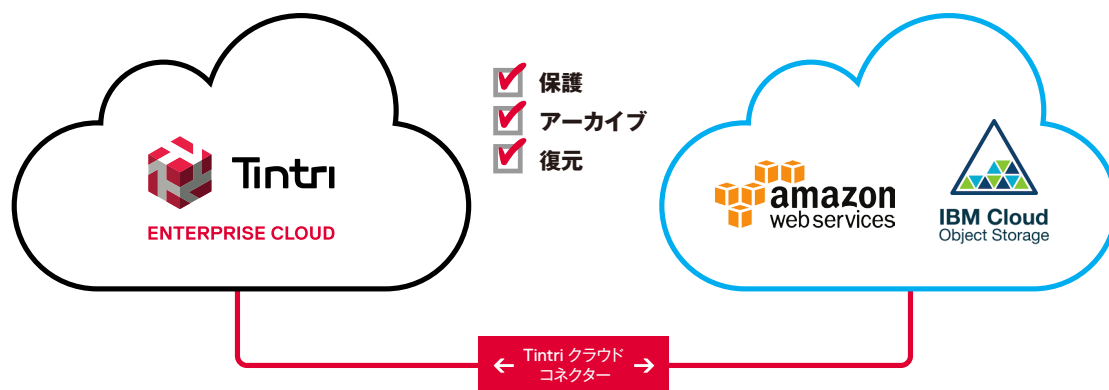 Tintri
ENTERPRISE CLOUD
保護
アーカイブ
復元
amazon
webservices
IBM Cloud
Object Storage
Tintri クラウド
コネクター